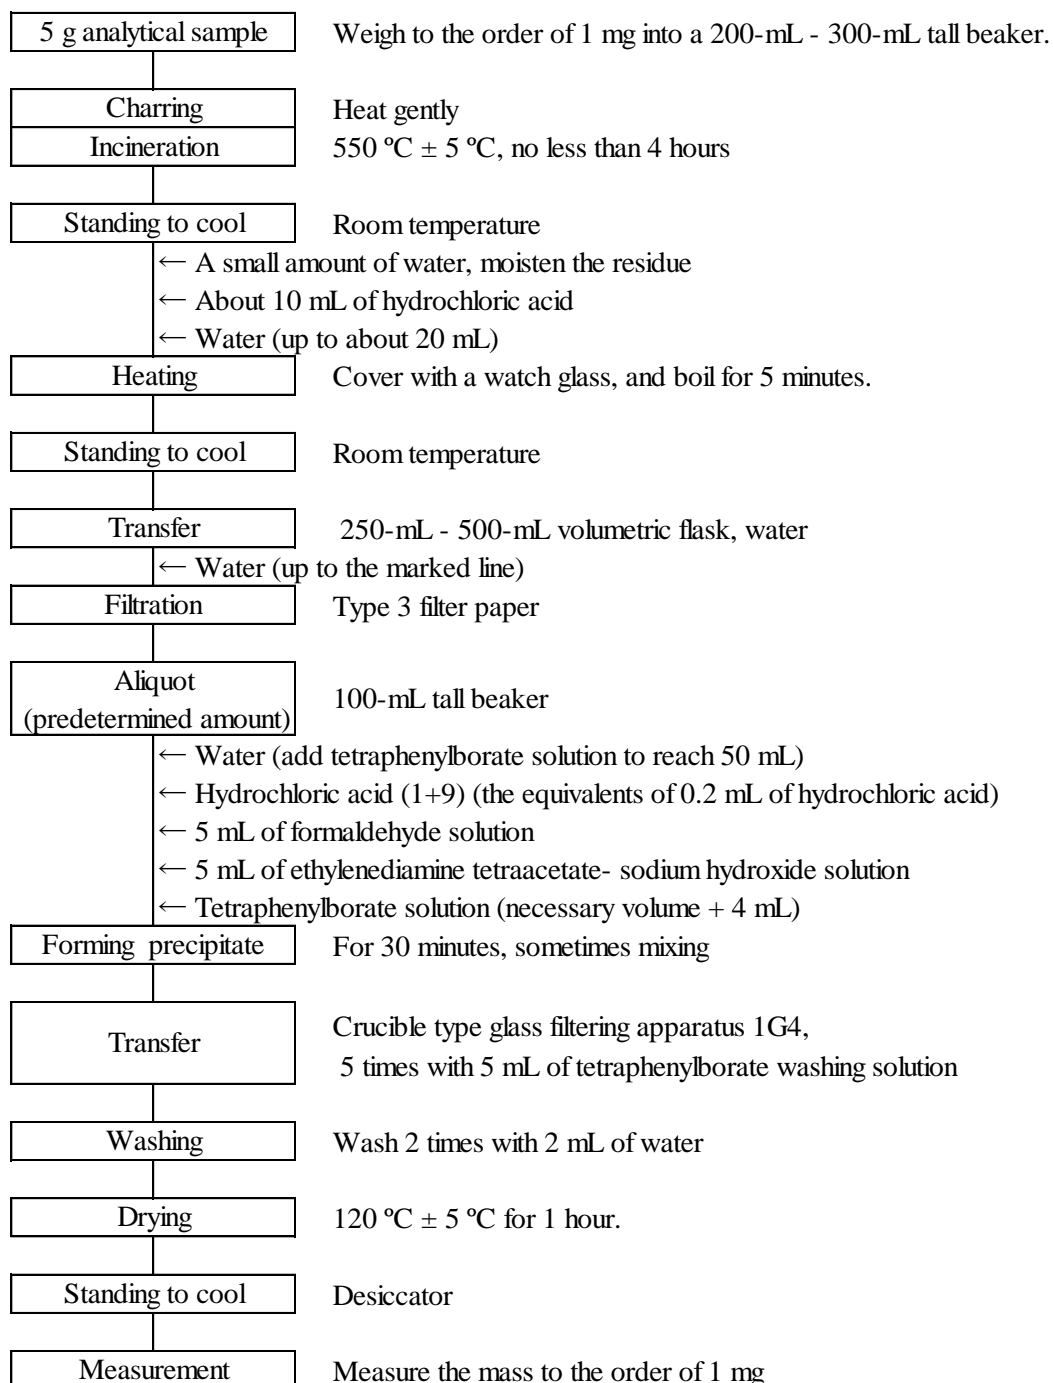 5 g analytical sample Weigh to the order of 1 mg into a 200-mL - 300-mL tall beaker.
Charring Heat gently
Incineration 550 ºC ± 5 ºC, no less than 4 hours
Standing to cool Room temperature
← A small amount of water, moisten the residue
← About 10 mL of hydrochloric acid
← Water (up to about 20 mL)
Heating Cover with a watch glass, and boil for 5 minutes.
Standing to cool Room temperature
Transfer 250-mL - 500-mL volumetric flask, water
← Water (up to the marked line)
Filtration Type 3 filter paper
Aliquot
(predetermined amount) 100-mL tall beaker
← Water (add tetraphenylborate solution to reach 50 mL)
← Hydrochloric acid (1+9) (the equivalents of 0.2 mL of hydrochloric acid)
← 5 mL of formaldehyde solution
← 5 mL of ethylenediamine tetraacetate- sodium hydroxide solution
← Tetraphenylborate solution (necessary volume + 4 mL)
Forming precipitate For 30 minutes, sometimes mixing
Transfer Crucible type glass filtering apparatus 1G4,
5 times with 5 mL of tetraphenylborate washing solution
Washing Wash 2 times with 2 mL of water
Drying 120 ºC ± 5 ºC for 1 hour.
Standing to cool Desiccator
Measurement Measure the mass to the order of 1 mg